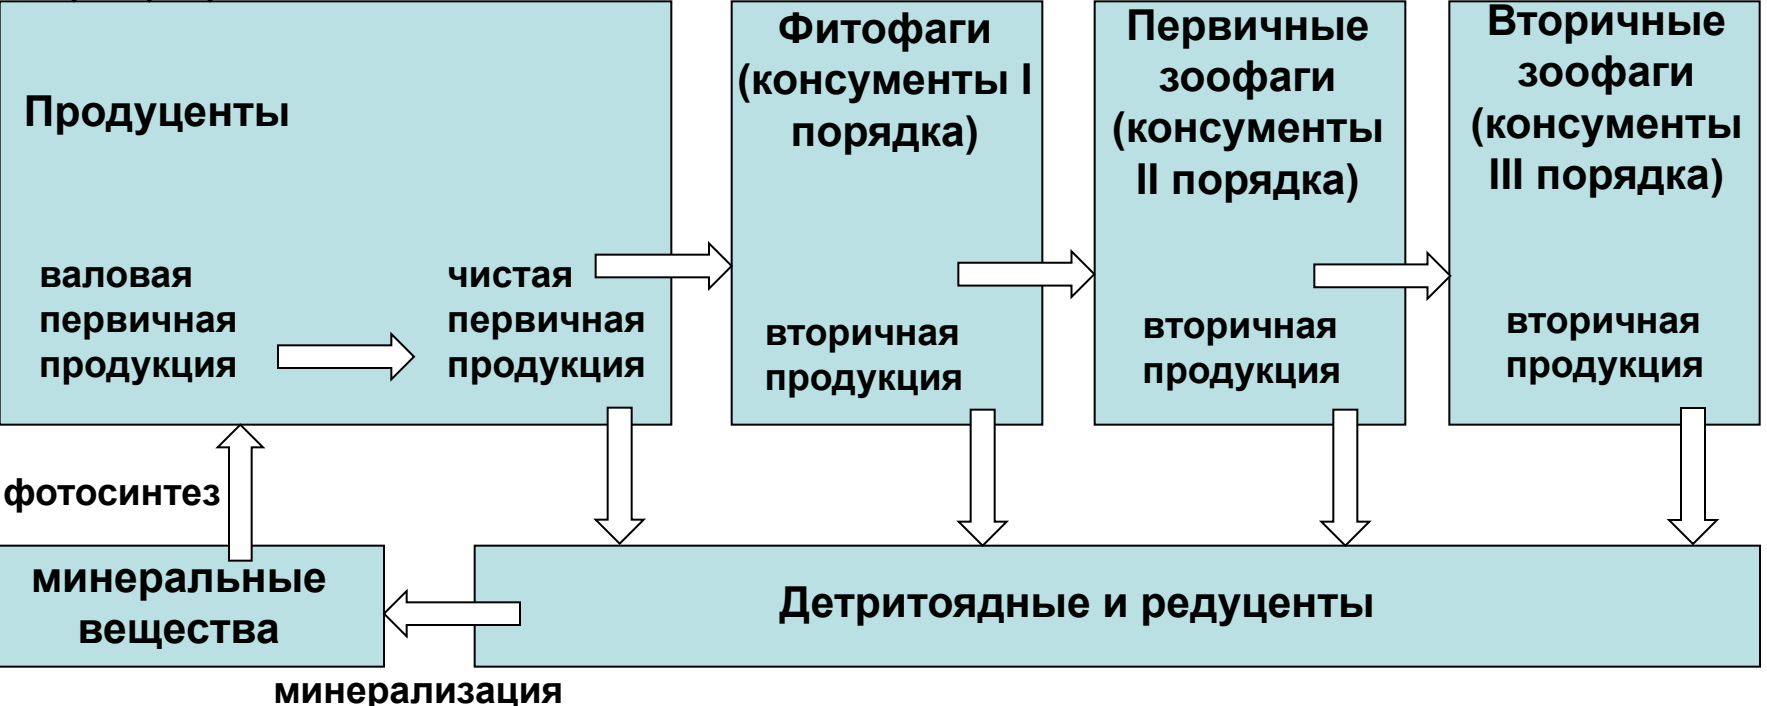 Продуценты
валовая
первичная
продукция
чистая
первичная
продукция
Фитофаги
(консументы I
порядка)
вторичная
продукция
Первичные
зоофаги
(консументы
II порядка)
вторичная
продукция
Вторичные
зоофаги
(консументы
III порядка)
вторичная
продукция
фотосинтез
минеральные
вещества
Детритоядные и редуценты
минерализация